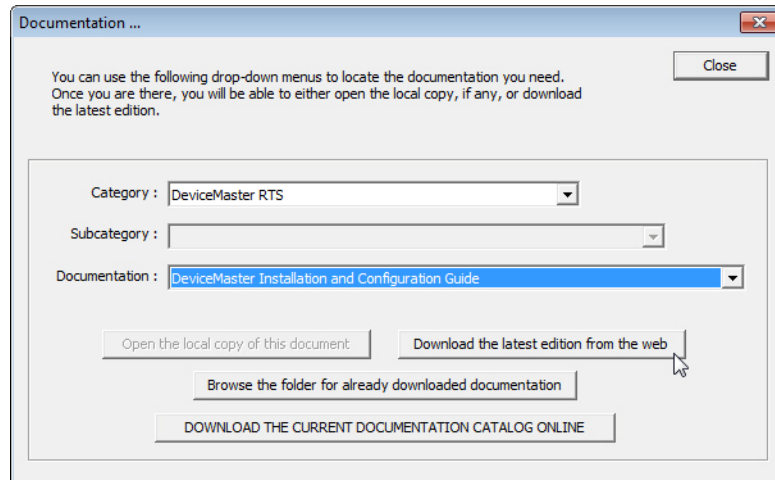 Documentation ...
Close
You can use the following drop-down menus to locate the documentation you need.
Once you are there, you will be able to either open the local copy, if any, or download
the latest edition.
Category : DeviceMaster RTS
Subcategory :
Documentation : DeviceMaster Installation and Configuration Guide
Open the local copy of this document Download the latest edition from the web
Browse the folder for already downloaded documentation
DOWNLOAD THE CURRENT DOCUMENTATION CATALOG ONLINE